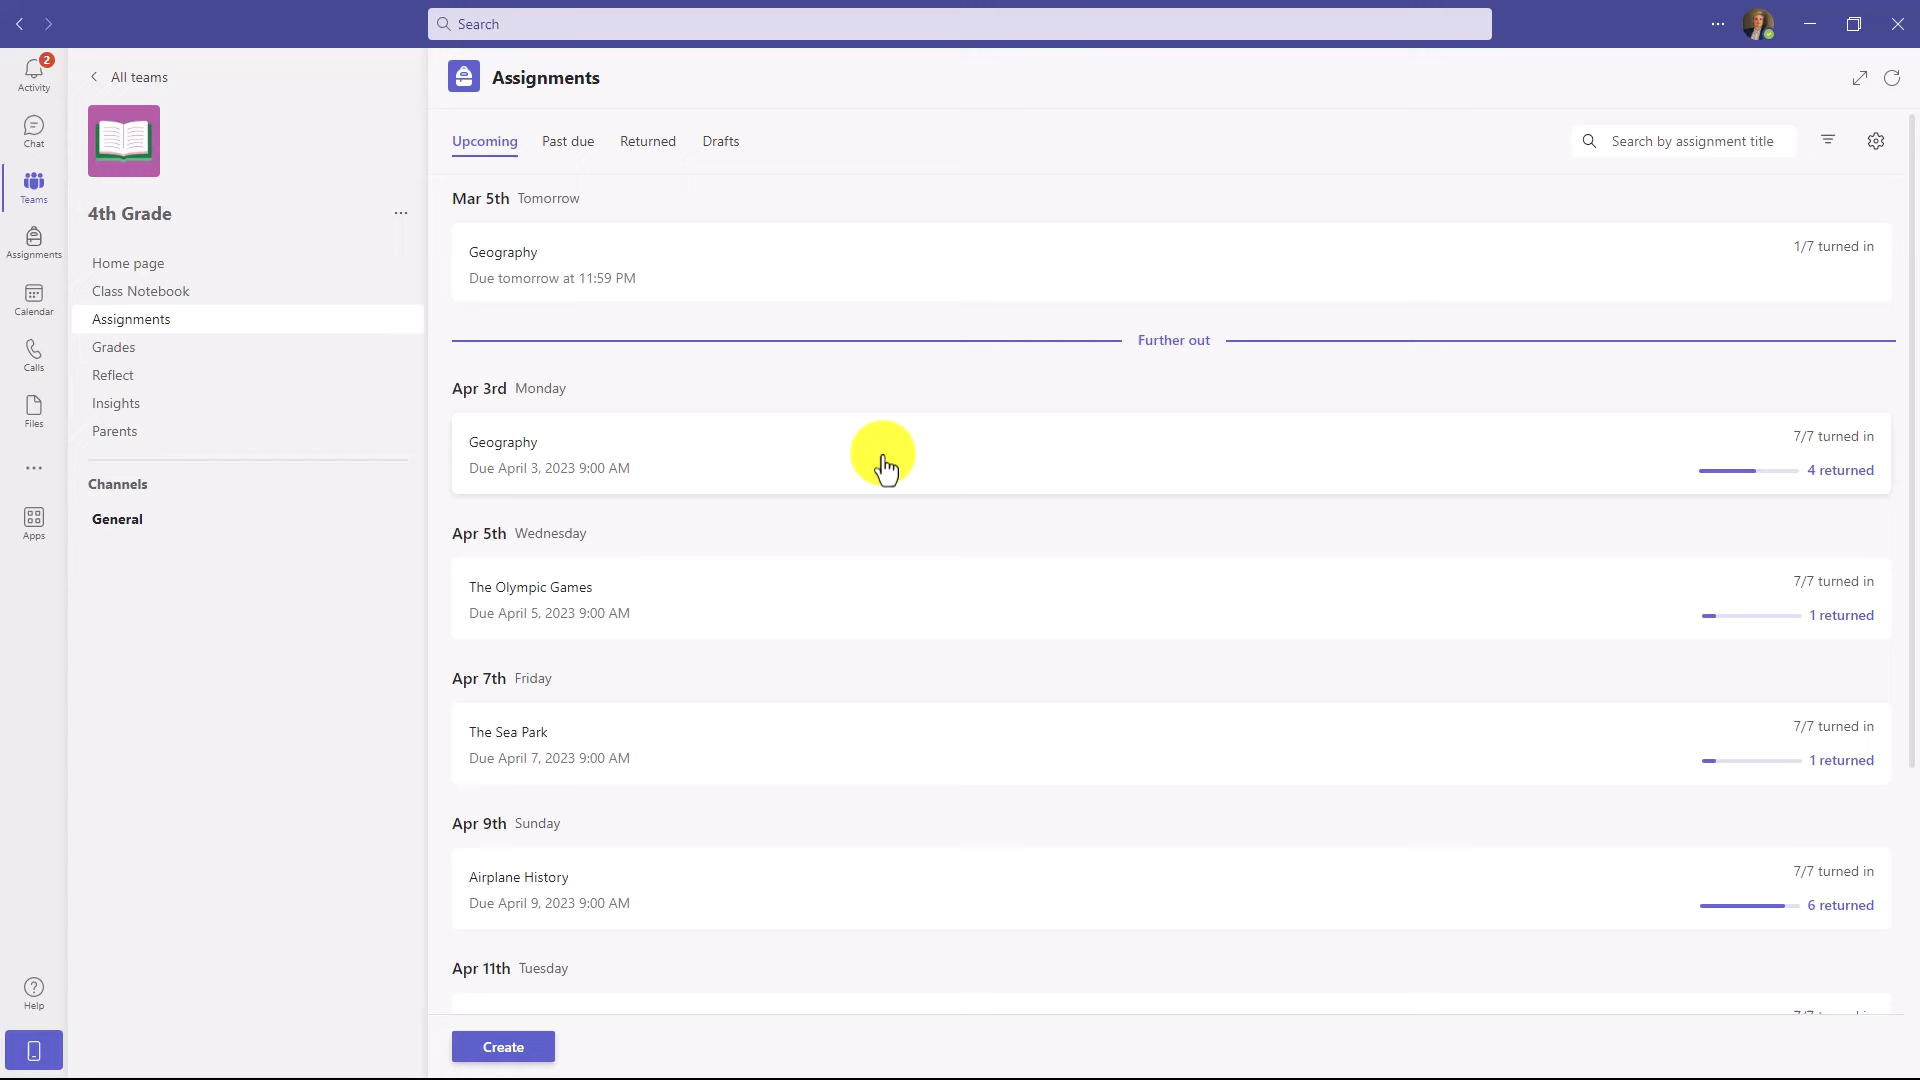 Search
2
Activity
Chat
Teams
Assignments
Calendar
Calls
Files
Apps
Help
All teams
4th Grade
Home page
Class Notebook
Assignments
Grades
Reflect
Insights
Parents
Channels
General
Assignments
Upcoming Past due Returned Drafts
Search by assignment title
Mar 5th Tomorrow
Geography
1/7 turned in
Due tomorrow at 11:59 PM
Further out
Apr 3rd Monday
Geography
7/7 turned in
Due April 3, 2023 9:00 AM
4 returned
Apr 5th Wednesday
The Olympic Games
7/7 turned in
Due April 5, 2023 9:00 AM
1 returned
Apr 7th Friday
The Sea Park
7/7 turned in
Due April 7, 2023 9:00 AM
1 returned
Apr 9th Sunday
Airplane History
7/7 turned in
Due April 9, 2023 9:00 AM
6 returned
Apr 11th Tuesday
Create